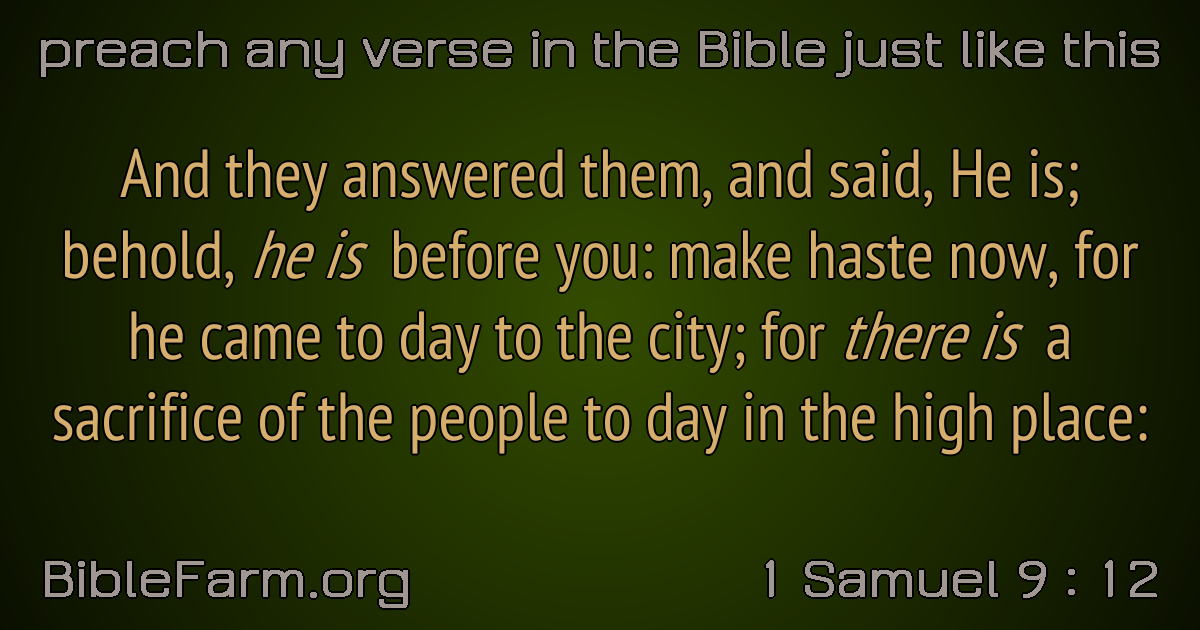 preach any verse in the Bible just like this
And they answered them, and said, He is;
behold, he is before you: make haste now, for
he came to day to the city; for there is a
sacrifice of the people to day in the high place:
BibleFarm.org
1 Samuel 9 : 12